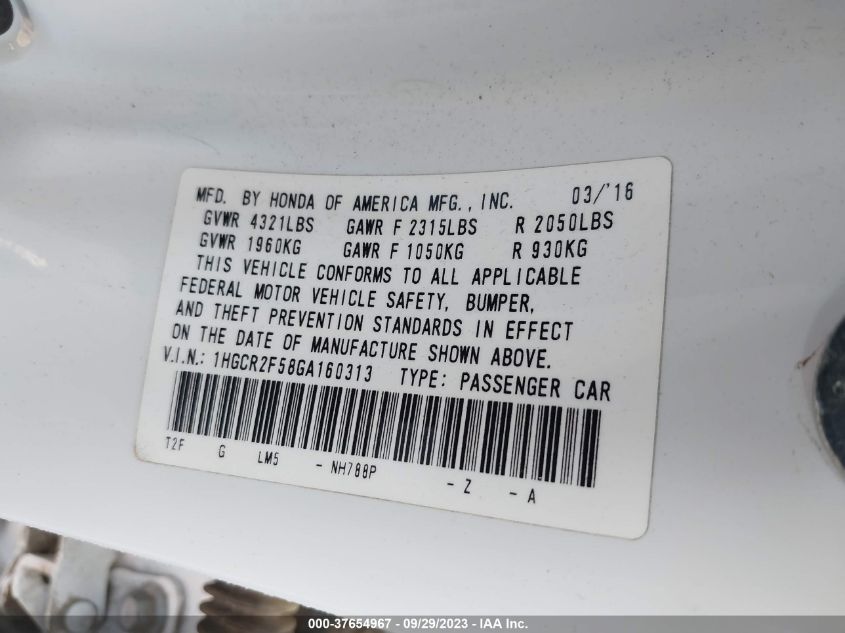 MFD. BY HONDA OF AMERICA MFG., INC. 03/'16
GVWR 4321LBS GAWR F 2315LBS R 2050LBS
GVWR 1960KG GAWR F 1050KG R 930KG
THIS VEHICLE CONFORMS TO ALL APPLICABLE
FEDERAL MOTOR VEHICLE SAFETY, BUMPER,
AND THEFT PREVENTION STANDARDS IN EFFECT
ON THE DATE OF MANUFACTURE SHOWN ABOVE.
V.I.N.: 1HGCR2F58GA160313 TYPE: PASSENGER CAR
T2F G LM5 - NH788P - Z - A
000-37654967 - 09/29/2023 - IAA Inc.